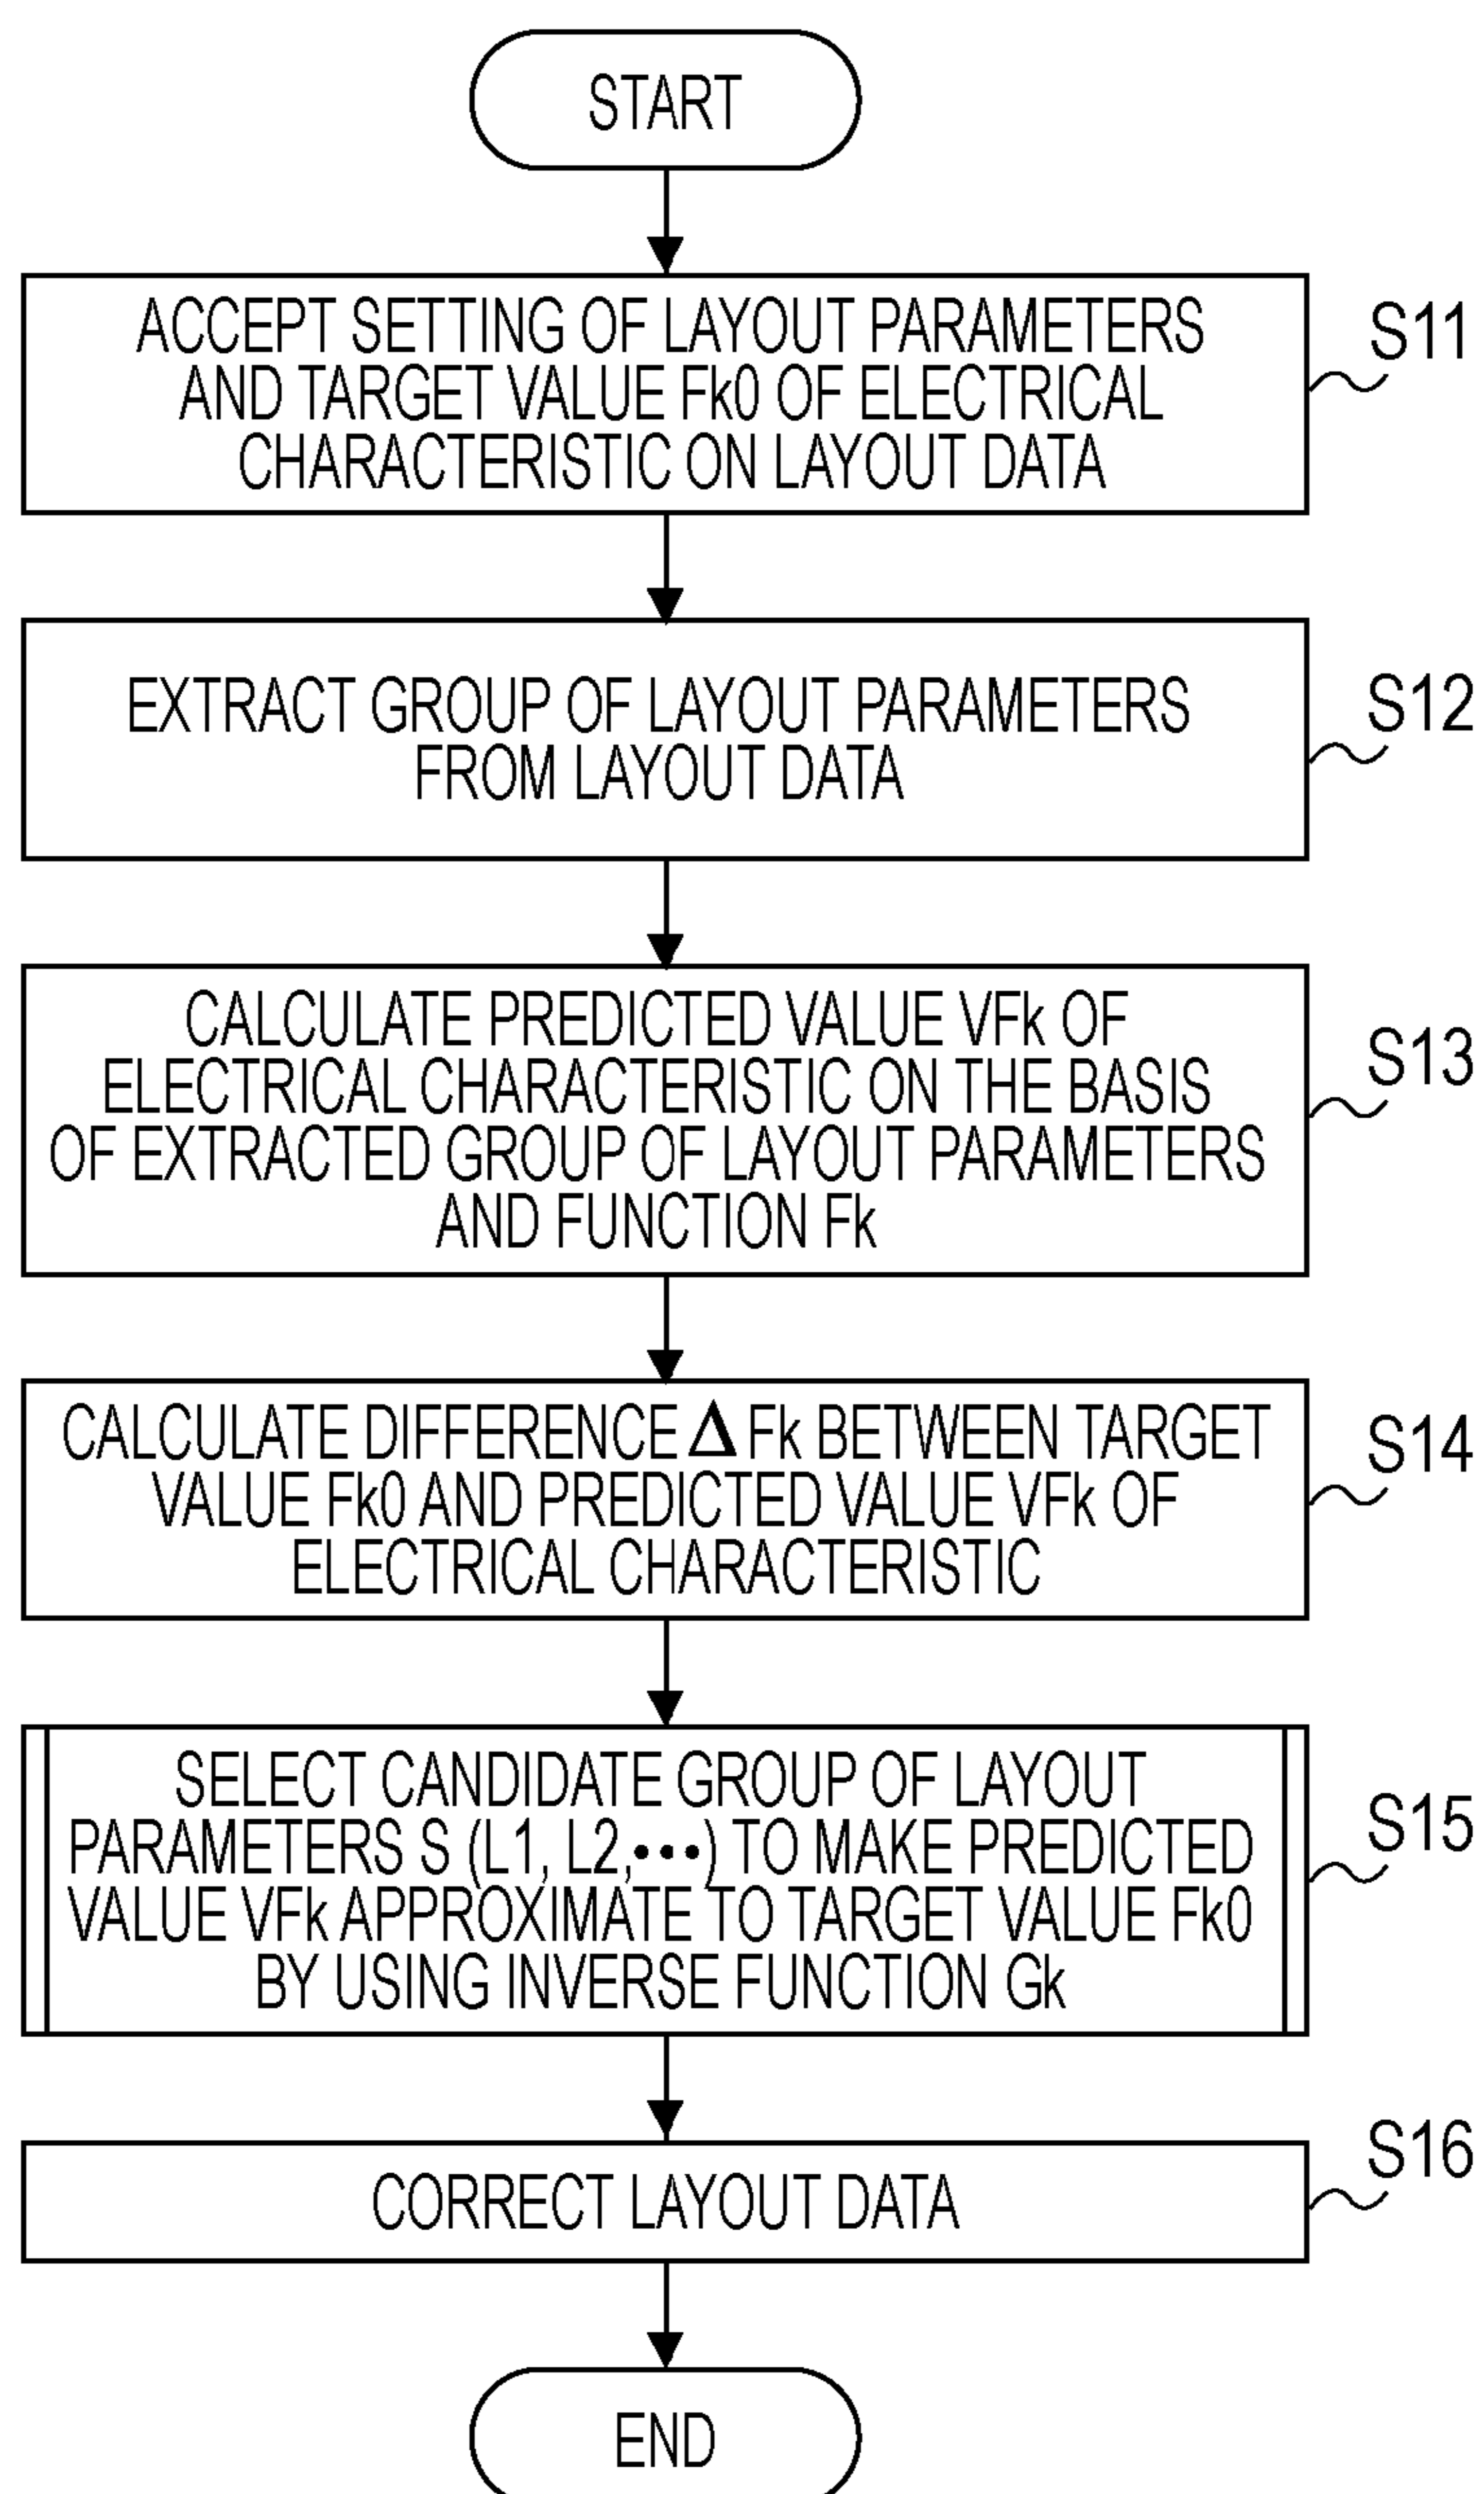 START
ACCEPT SETTING OF LAYOUT PARAMETERS
AND TARGET VALUE Fk0 OF ELECTRICAL
CHARACTERISTIC ON LAYOUT DATA
S11
EXTRACT GROUP OF LAYOUT PARAMETERS
FROM LAYOUT DATA
S12
CALCULATE PREDICTED VALUE VFk OF
ELECTRICAL CHARACTERISTIC ON THE BASIS
OF EXTRACTED GROUP OF LAYOUT PARAMETERS
AND FUNCTION Fk
S13
CALCULATE DIFFERENCE Δ Fk BETWEEN TARGET
VALUE Fk0 AND PREDICTED VALUE VFk OF
ELECTRICAL CHARACTERISTIC
S14
SELECT CANDIDATE GROUP OF LAYOUT
PARAMETERS S (L1, L2,•••) TO MAKE PREDICTED
VALUE VFk APPROXIMATE TO TARGET VALUE Fk0
BY USING INVERSE FUNCTION Gk
S15
CORRECT LAYOUT DATA
S16
END